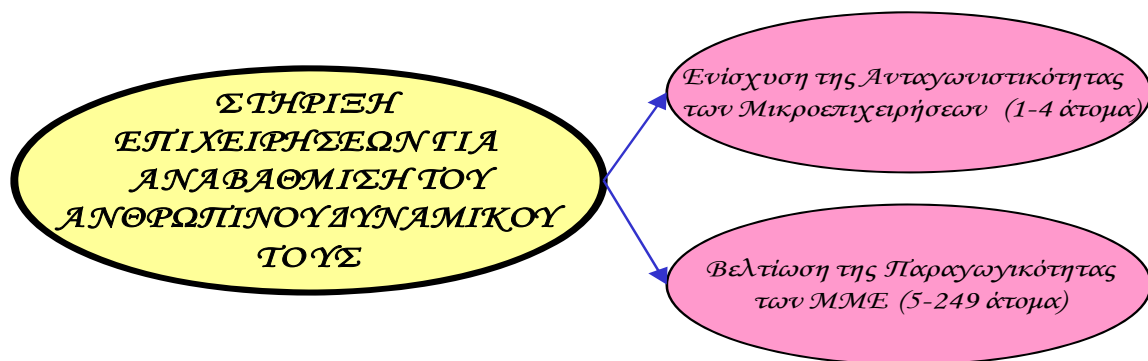 ΣΤΗΡΙΞΗ
ΕΠΙΧΕΙΡΗΣΕΩΝ ΓΙΑ
ΑΝΑΒΑΘΜΙΣΗ ΤΟΥ
ΑΝΘΡΩΠΙΝΟΥ ΔΥΝΑΜΙΚΟΥ
ΤΟΥΣ
Ενίσχυση της Ανταγωνιστικότητας
των Μικροεπιχειρήσεων (1-4 άτομα)
Βελτίωση της Παραγωγικότητας
των ΜΜΕ (5-249 άτομα)